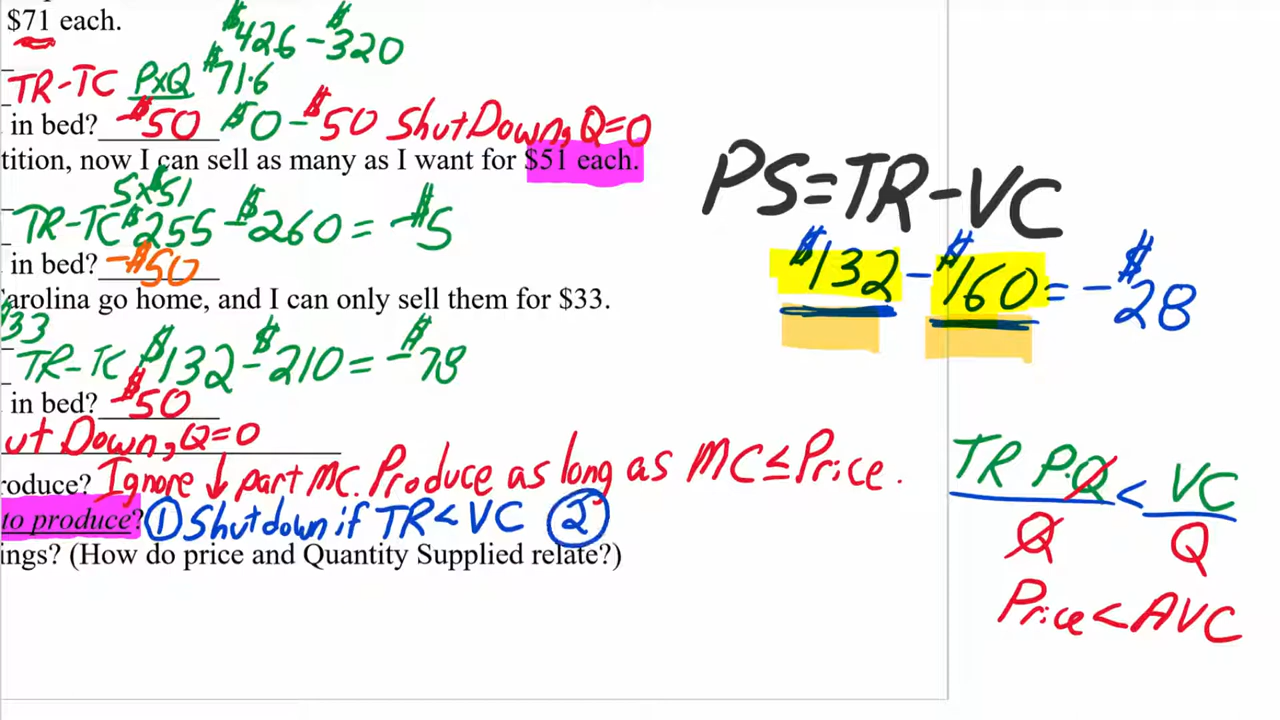 $71 each.
$426 - $320
TR-TC PxQ $71.6
in bed? -$50 $0 - $50 Shut Down, Q=0
tition, now I can sell as many as I want for $51 each.
5x$51
TR-TC $255 - $260 = -$5
in bed? -$50
arolina go home, and I can only sell them for $33.
$33
TR-TC $132 - $210 = -$78
in bed? -$50
ut Down, Q=0
roduce? Ignore ↓ part MC. Produce as long as MC ≤ Price.
to produce? ① Shutdown if TR < VC ②
ings? (How do price and Quantity Supplied relate?)
PS = TR - VC
$132 - $160 = -$28
TR P.Q < VC
Q Q
Price < AVC